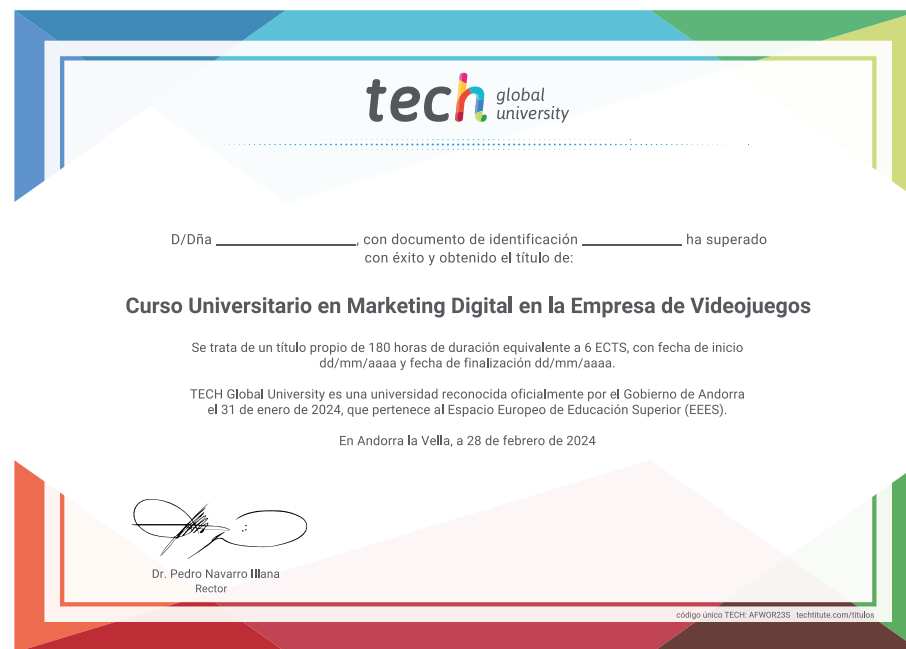 tech global university
D/Dña ______________, con documento de identificación __________ ha superado
con éxito y obtenido el título de:
Curso Universitario en Marketing Digital en la Empresa de Videojuegos
Se trata de un título propio de 180 horas de duración equivalente a 6 ECTS, con fecha de inicio
dd/mm/aaaa y fecha de finalización dd/mm/aaaa.
TECH Global University es una universidad reconocida oficialmente por el Gobierno de Andorra
el 31 de enero de 2024, que pertenece al Espacio Europeo de Educación Superior (EEES).
En Andorra la Vella, a 28 de febrero de 2024
Dr. Pedro Navarro Illana
Rector
código único TECH: AFWOR23S techtitute.com/titulos